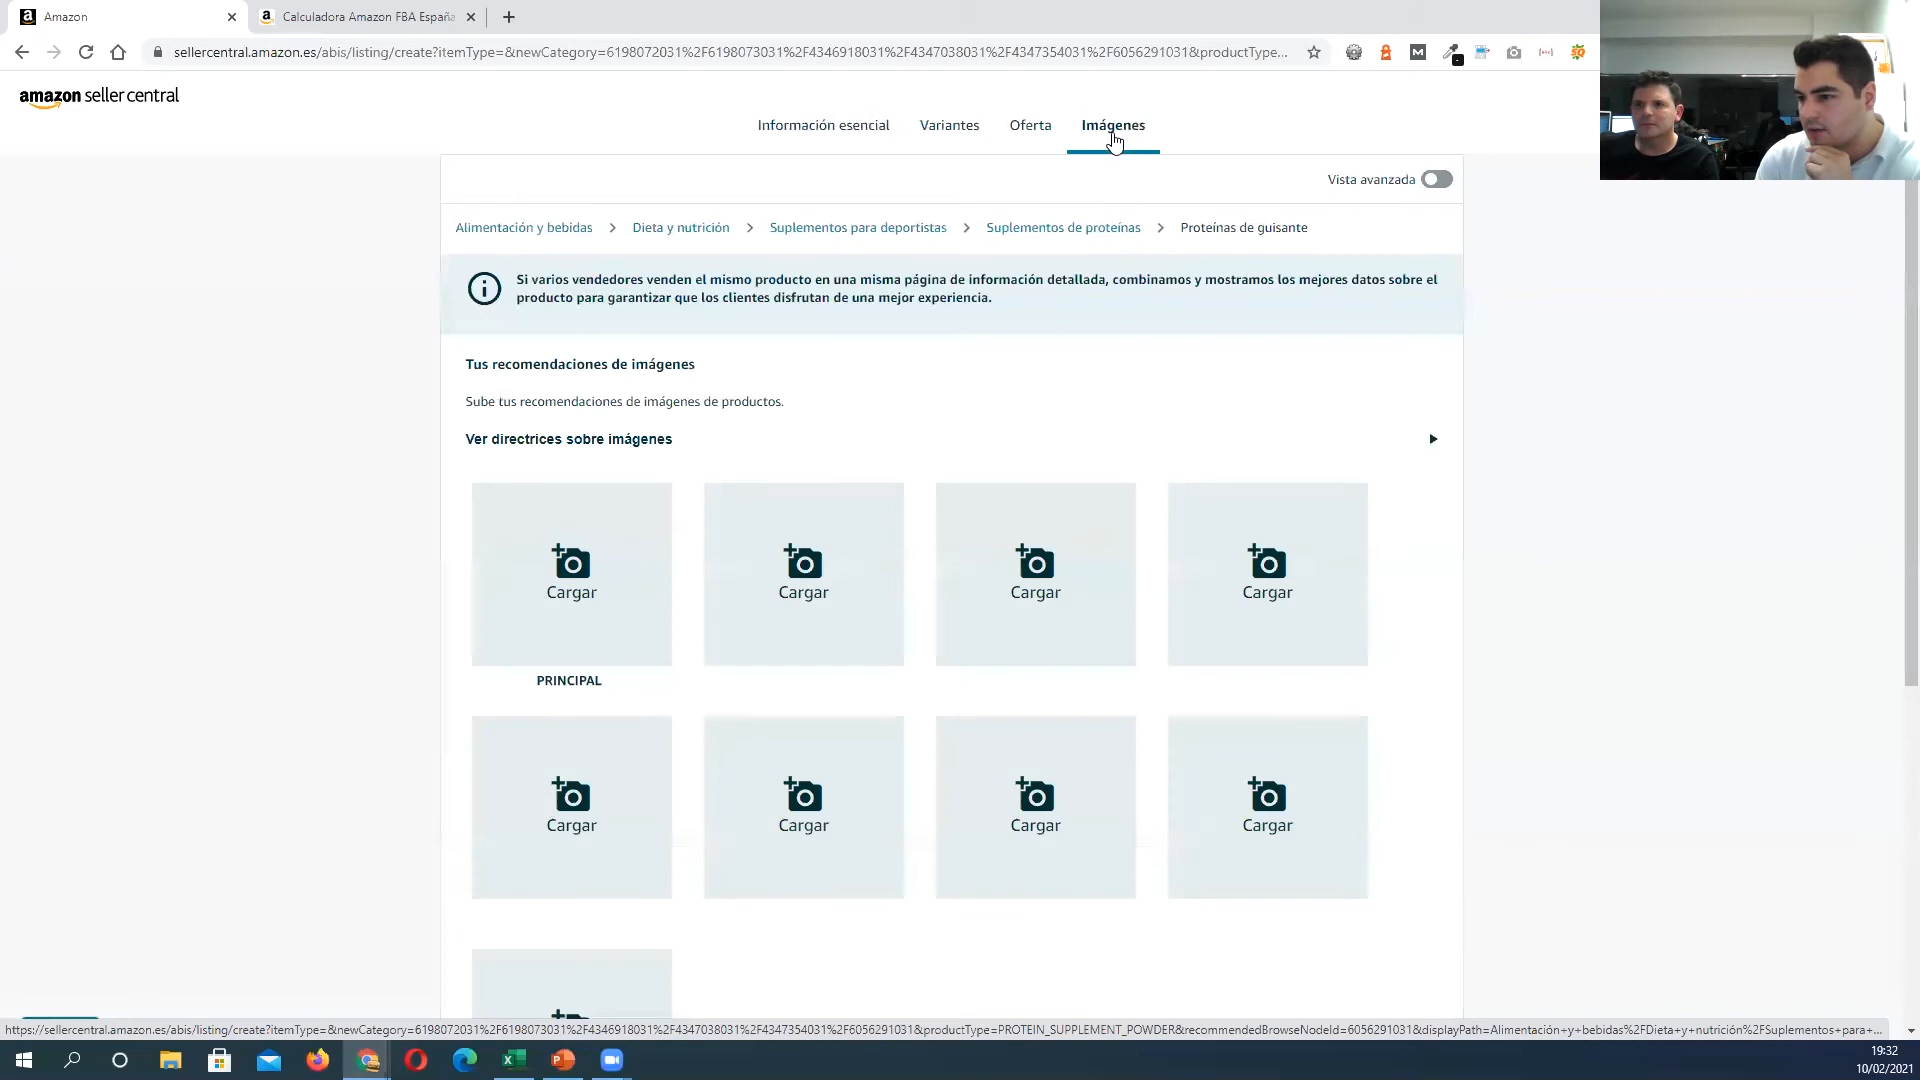 Amazon
Calculadora Amazon FBA España
sellercentral.amazon.es/abis/listing/create?itemType=&newCategory=6198072031%2F6198073031%2F4346918031%2F4347038031%2F4347354031%2F6056291031&productType...
amazon seller central
Información esencial
Variantes
Oferta
Imágenes
Vista avanzada
Alimentación y bebidas > Dieta y nutrición > Suplementos para deportistas > Suplementos de proteínas > Proteínas de guisante
Si varios vendedores venden el mismo producto en una misma página de información detallada, combinamos y mostramos los mejores datos sobre el
producto para garantizar que los clientes disfrutan de una mejor experiencia.
Tus recomendaciones de imágenes
Sube tus recomendaciones de imágenes de productos.
Ver directrices sobre imágenes
Cargar
Cargar
Cargar
Cargar
PRINCIPAL
Cargar
Cargar
Cargar
Cargar
https://sellercentral.amazon.es/abis/listing/create?itemType=&newCategory=6198072031%2F6198073031%2F4346918031%2F4347038031%2F4347354031%2F6056291031&productType=PROTEIN_SUPPLEMENT_POWDER&recommendedBrowseNodeId=6056291031&displayPath=Alimentación+y+bebidas%2FDieta+y+nutrición%2FSuplementos+para+...
19:32
10/02/2021